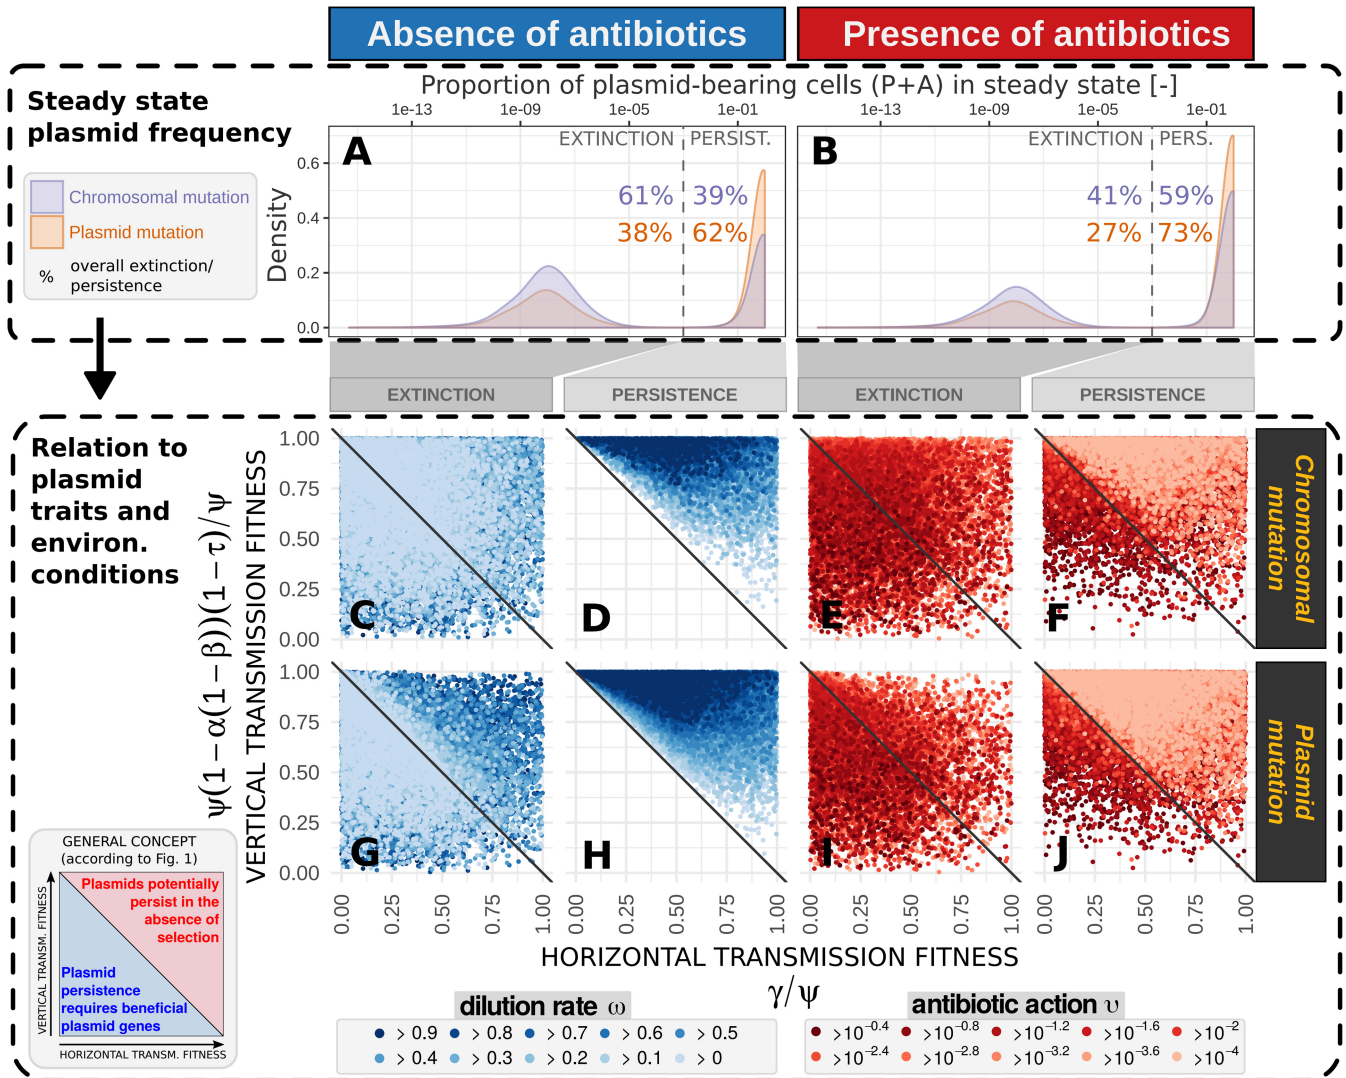 Absence of antibiotics
Presence of antibiotics
Steady state
plasmid frequency
Proportion of plasmid-bearing cells (P+A) in steady state [-]
1e-13 1e-09 1e-05 1e-01
1e-13 1e-09 1e-05 1e-01
Chromosomal mutation
Plasmid mutation
% overall extinction/
persistence
Density
0.6
0.4
0.2
0.0
A
EXTINCTION PERSIST.
61% 39%
38% 62%
B
EXTINCTION PERS.
41% 59%
27% 73%
EXTINCTION
PERSISTENCE
EXTINCTION
PERSISTENCE
Relation to
plasmid
traits and
environ.
conditions
ψ(1−α(1−β))(1−τ)/ψ
VERTICAL TRANSMISSION FITNESS
1.00
0.75
0.50
0.25
0.00
C
D
E
F
Chromosomal
mutation
1.00
0.75
0.50
0.25
0.00
G
H
I
J
Plasmid
mutation
0.00 0.25 0.50 0.75 1.00
0.00 0.25 0.50 0.75 1.00
0.00 0.25 0.50 0.75 1.00
0.00 0.25 0.50 0.75 1.00
HORIZONTAL TRANSMISSION FITNESS
γ/ψ
GENERAL CONCEPT
(according to Fig. 1)
VERTICAL TRANSM. FITNESS
Plasmids potentially
persist in the
absence of
selection
Plasmid
persistence
requires beneficial
plasmid genes
HORIZONTAL TRANSM. FITNESS
dilution rate ω
> 0.9 > 0.8 > 0.7 > 0.6 > 0.5
> 0.4 > 0.3 > 0.2 > 0.1 > 0
antibiotic action υ
>10^−0.4 >10^−0.8 >10^−1.2 >10^−1.6 >10^−2
>10^−2.4 >10^−2.8 >10^−3.2 >10^−3.6 >10^−4